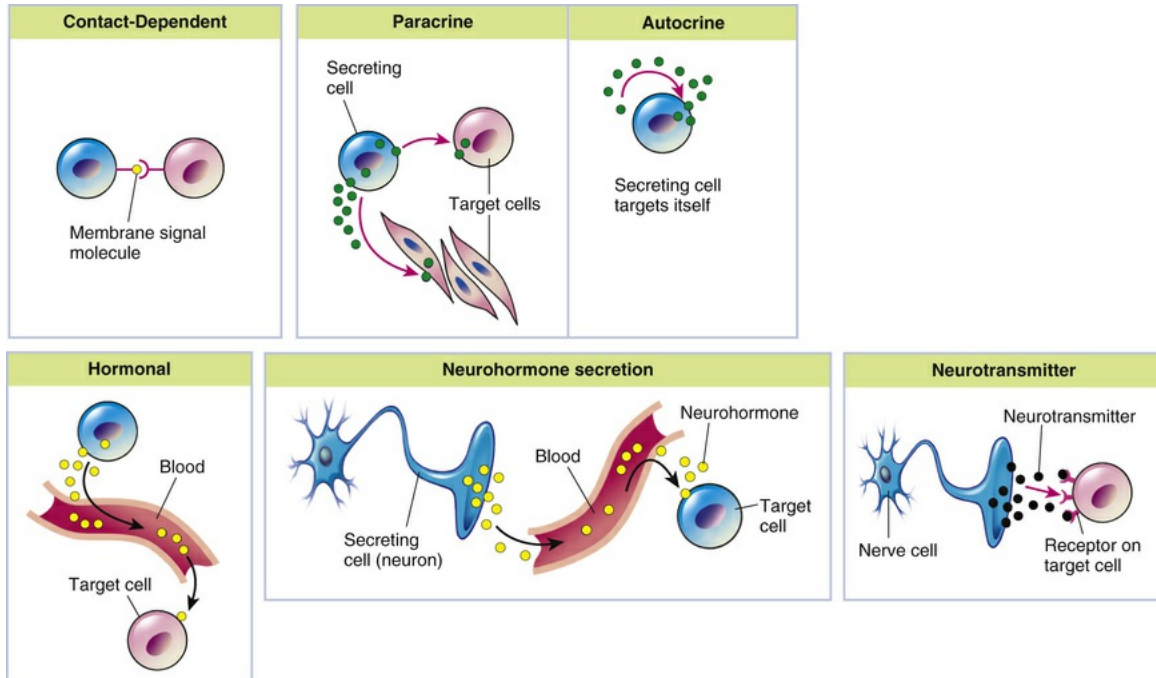 Contact-Dependent
Membrane signal
molecule
Paracrine
Secreting
cell
Target cells
Autocrine
Secreting cell
targets itself
Hormonal
Blood
Target cell
Neurohormone secretion
Neurohormone
Blood
Secreting
cell (neuron)
Target
cell
Neurotransmitter
Neurotransmitter
Nerve cell
Receptor on
target cell